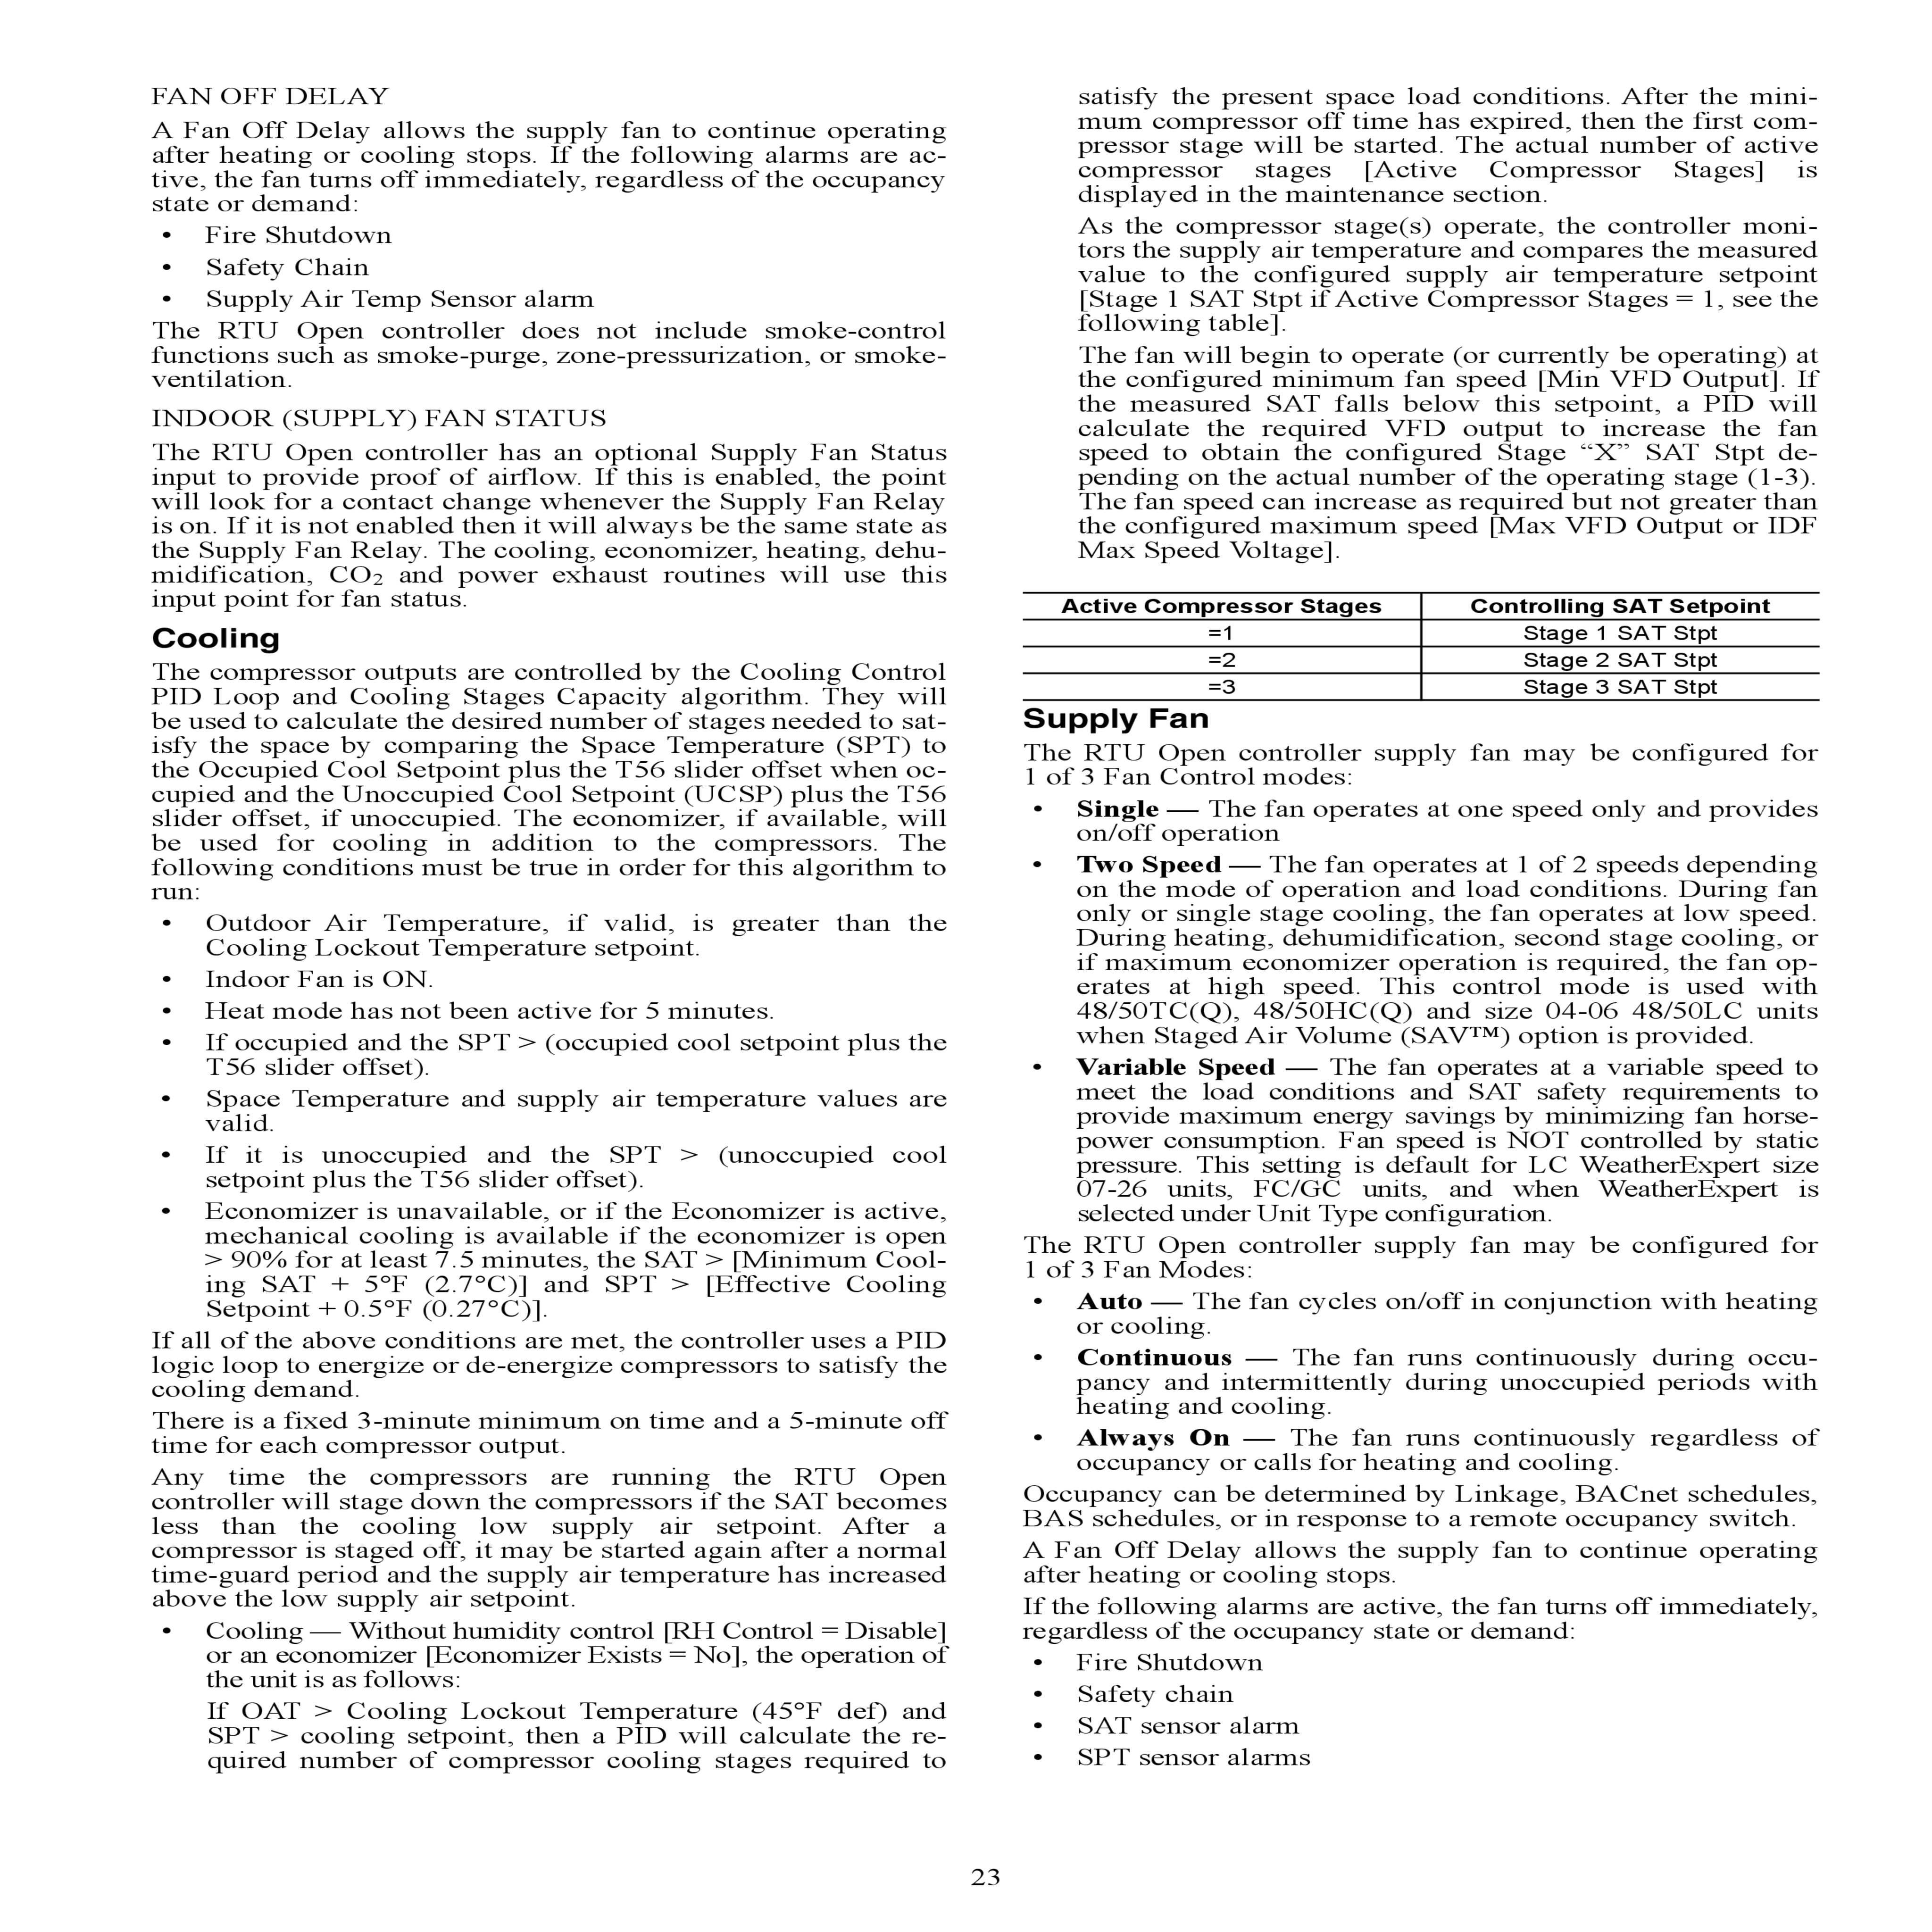 FAN OFF DELAY
A Fan Off Delay allows the supply fan to continue operating
after heating or cooling stops. If the following alarms are ac-
tive, the fan turns off immediately, regardless of the occupancy
state or demand:
• Fire Shutdown
• Safety Chain
• Supply Air Temp Sensor alarm
The RTU Open controller does not include smoke-control
functions such as smoke-purge, zone-pressurization, or smoke-
ventilation.
INDOOR (SUPPLY) FAN STATUS
The RTU Open controller has an optional Supply Fan Status
input to provide proof of airflow. If this is enabled, the point
will look for a contact change whenever the Supply Fan Relay
is on. If it is not enabled then it will always be the same state as
the Supply Fan Relay. The cooling, economizer, heating, dehu-
midification, CO2 and power exhaust routines will use this
input point for fan status.
Cooling
The compressor outputs are controlled by the Cooling Control
PID Loop and Cooling Stages Capacity algorithm. They will
be used to calculate the desired number of stages needed to sat-
isfy the space by comparing the Space Temperature (SPT) to
the Occupied Cool Setpoint plus the T56 slider offset when oc-
cupied and the Unoccupied Cool Setpoint (UCSP) plus the T56
slider offset, if unoccupied. The economizer, if available, will
be used for cooling in addition to the compressors. The
following conditions must be true in order for this algorithm to
run:
• Outdoor Air Temperature, if valid, is greater than the
Cooling Lockout Temperature setpoint.
• Indoor Fan is ON.
• Heat mode has not been active for 5 minutes.
• If occupied and the SPT > (occupied cool setpoint plus the
T56 slider offset).
• Space Temperature and supply air temperature values are
valid.
• If it is unoccupied and the SPT > (unoccupied cool
setpoint plus the T56 slider offset).
• Economizer is unavailable, or if the Economizer is active,
mechanical cooling is available if the economizer is open
> 90% for at least 7.5 minutes, the SAT > [Minimum Cool-
ing SAT + 5°F (2.7°C)] and SPT > [Effective Cooling
Setpoint + 0.5°F (0.27°C)].
If all of the above conditions are met, the controller uses a PID
logic loop to energize or de-energize compressors to satisfy the
cooling demand.
There is a fixed 3-minute minimum on time and a 5-minute off
time for each compressor output.
Any time the compressors are running the RTU Open
controller will stage down the compressors if the SAT becomes
less than the cooling low supply air setpoint. After a
compressor is staged off, it may be started again after a normal
time-guard period and the supply air temperature has increased
above the low supply air setpoint.
• Cooling — Without humidity control [RH Control = Disable]
or an economizer [Economizer Exists = No], the operation of
the unit is as follows:
If OAT > Cooling Lockout Temperature (45°F def) and
SPT > cooling setpoint, then a PID will calculate the re-
quired number of compressor cooling stages required to
satisfy the present space load conditions. After the mini-
mum compressor off time has expired, then the first com-
pressor stage will be started. The actual number of active
compressor stages [Active Compressor Stages] is
displayed in the maintenance section.
As the compressor stage(s) operate, the controller moni-
tors the supply air temperature and compares the measured
value to the configured supply air temperature setpoint
[Stage 1 SAT Stpt if Active Compressor Stages = 1, see the
following table].
The fan will begin to operate (or currently be operating) at
the configured minimum fan speed [Min VFD Output]. If
the measured SAT falls below this setpoint, a PID will
calculate the required VFD output to increase the fan
speed to obtain the configured Stage “X” SAT Stpt de-
pending on the actual number of the operating stage (1-3).
The fan speed can increase as required but not greater than
the configured maximum speed [Max VFD Output or IDF
Max Speed Voltage].
Active Compressor Stages Controlling SAT Setpoint
=1 Stage 1 SAT Stpt
=2 Stage 2 SAT Stpt
=3 Stage 3 SAT Stpt
Supply Fan
The RTU Open controller supply fan may be configured for
1 of 3 Fan Control modes:
• Single — The fan operates at one speed only and provides
on/off operation
• Two Speed — The fan operates at 1 of 2 speeds depending
on the mode of operation and load conditions. During fan
only or single stage cooling, the fan operates at low speed.
During heating, dehumidification, second stage cooling, or
if maximum economizer operation is required, the fan op-
erates at high speed. This control mode is used with
48/50TC(Q), 48/50HC(Q) and size 04-06 48/50LC units
when Staged Air Volume (SAV™) option is provided.
• Variable Speed — The fan operates at a variable speed to
meet the load conditions and SAT safety requirements to
provide maximum energy savings by minimizing fan horse-
power consumption. Fan speed is NOT controlled by static
pressure. This setting is default for LC WeatherExpert size
07-26 units, FC/GC units, and when WeatherExpert is
selected under Unit Type configuration.
The RTU Open controller supply fan may be configured for
1 of 3 Fan Modes:
• Auto — The fan cycles on/off in conjunction with heating
or cooling.
• Continuous — The fan runs continuously during occu-
pancy and intermittently during unoccupied periods with
heating and cooling.
• Always On — The fan runs continuously regardless of
occupancy or calls for heating and cooling.
Occupancy can be determined by Linkage, BACnet schedules,
BAS schedules, or in response to a remote occupancy switch.
A Fan Off Delay allows the supply fan to continue operating
after heating or cooling stops.
If the following alarms are active, the fan turns off immediately,
regardless of the occupancy state or demand:
• Fire Shutdown
• Safety chain
• SAT sensor alarm
• SPT sensor alarms
23